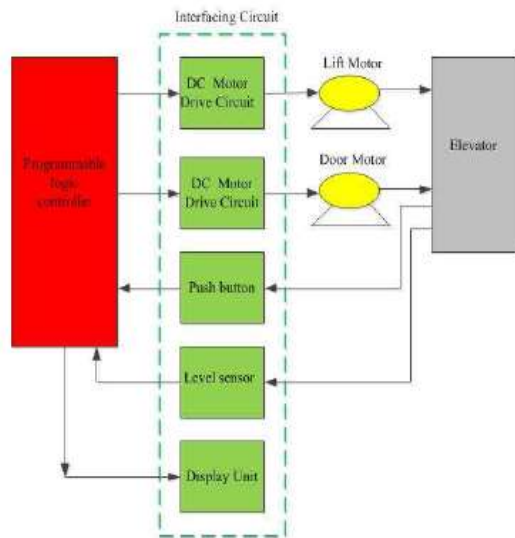 Interfacing Circuit
DC Motor
Drive Circuit
Lift Motor
Elevator
Programmable
logic
controller
DC Motor
Drive Circuit
Door Motor
Push button
Level sensor
Display Unit